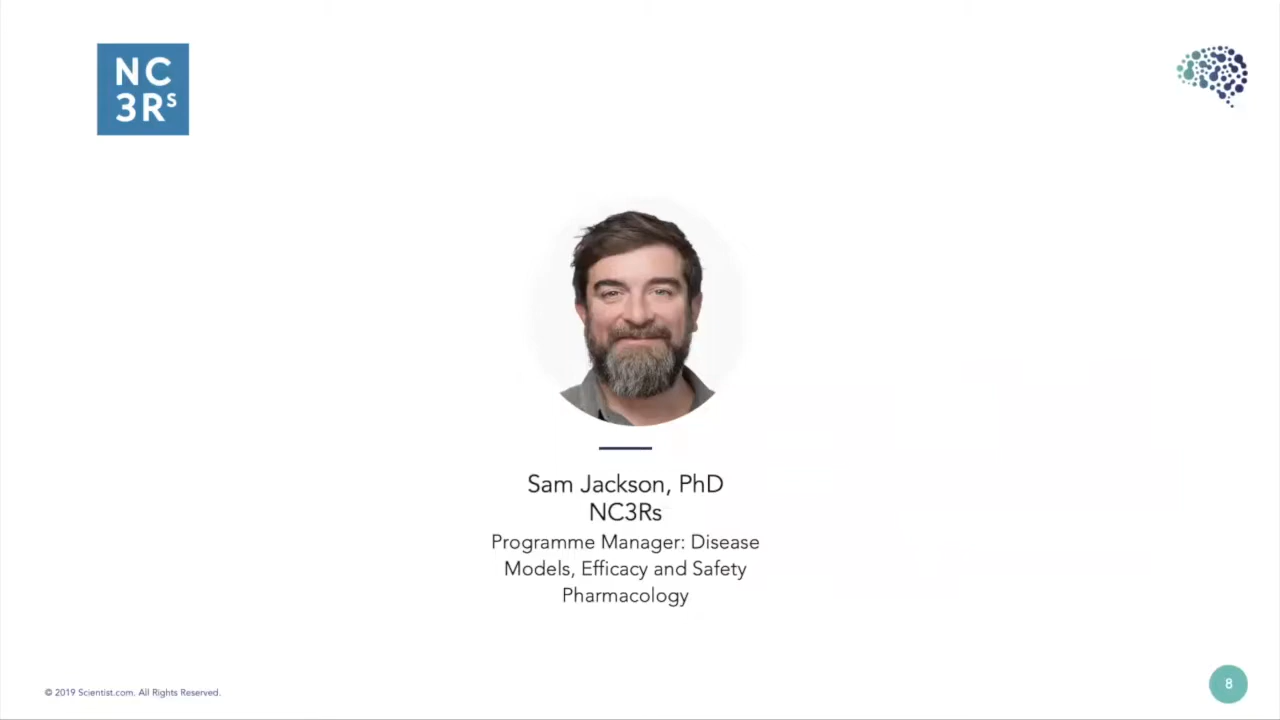 NC
3Rs
Sam Jackson, PhD
NC3Rs
Programme Manager: Disease
Models, Efficacy and Safety
Pharmacology
© 2019 Scientist.com. All Rights Reserved.
8